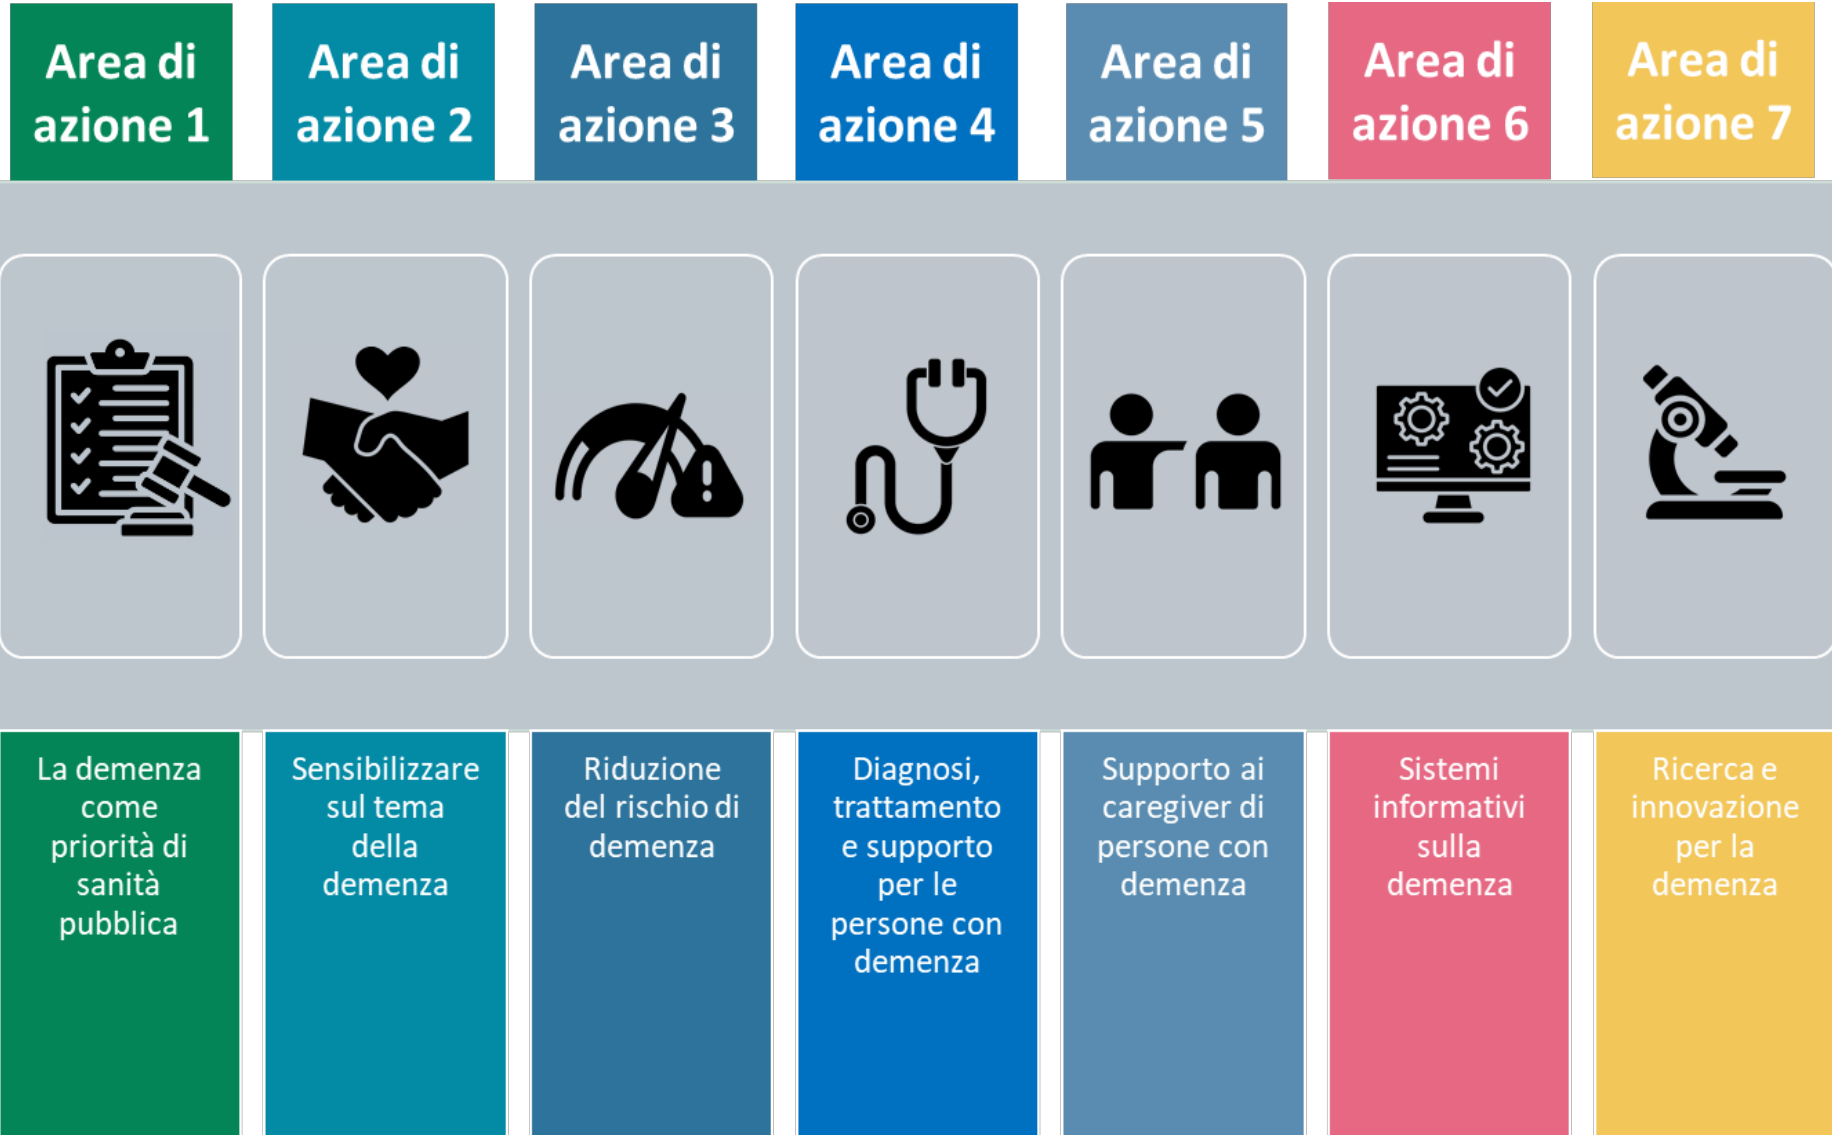 Area di
azione 1
Area di
azione 2
Area di
azione 3
Area di
azione 4
Area di
azione 5
Area di
azione 6
Area di
azione 7
La demenza
come
priorità di
sanità
pubblica
Sensibilizzare
sul tema
della
demenza
Riduzione
del rischio di
demenza
Diagnosi,
trattamento
e supporto
per le
persone con
demenza
Supporto ai
caregiver di
persone con
demenza
Sistemi
informativi
sulla
demenza
Ricerca e
innovazione
per la
demenza